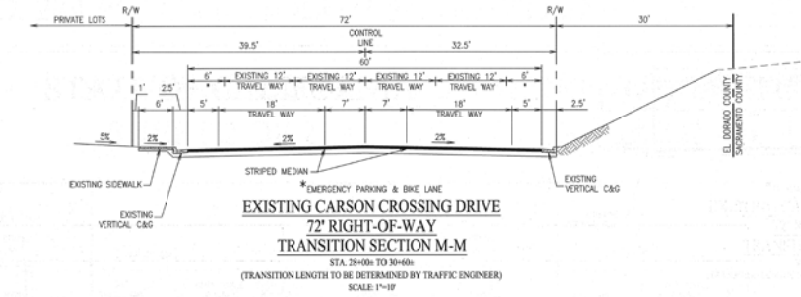 R/W
R/W
PRIVATE LOTS
72'
30'
39.5'
CONTROL
LINE
32.5'
60'
6'
EXISTING 12'
EXISTING 12'
EXISTING 12'
EXISTING 12'
6'
*
TRAVEL WAY
TRAVEL WAY
TRAVEL WAY
TRAVEL WAY
*
1'
25'
6'
5'
18'
7'
7'
18'
5'
2.5'
TRAVEL WAY
TRAVEL WAY
5%
2%
2%
2%
EL DORADO COUNTY
SACRAMENTO COUNTY
EXISTING SIDEWALK
STRIPED MEDIAN
EXISTING
VERTICAL C&G
EXISTING
VERTICAL C&G
*EMERGENCY PARKING & BIKE LANE
EXISTING CARSON CROSSING DRIVE
72' RIGHT-OF-WAY
TRANSITION SECTION M-M
STA. 28+00± TO 30+60±
(TRANSITION LENGTH TO BE DETERMINED BY TRAFFIC ENGINEER)
SCALE: 1"=10'